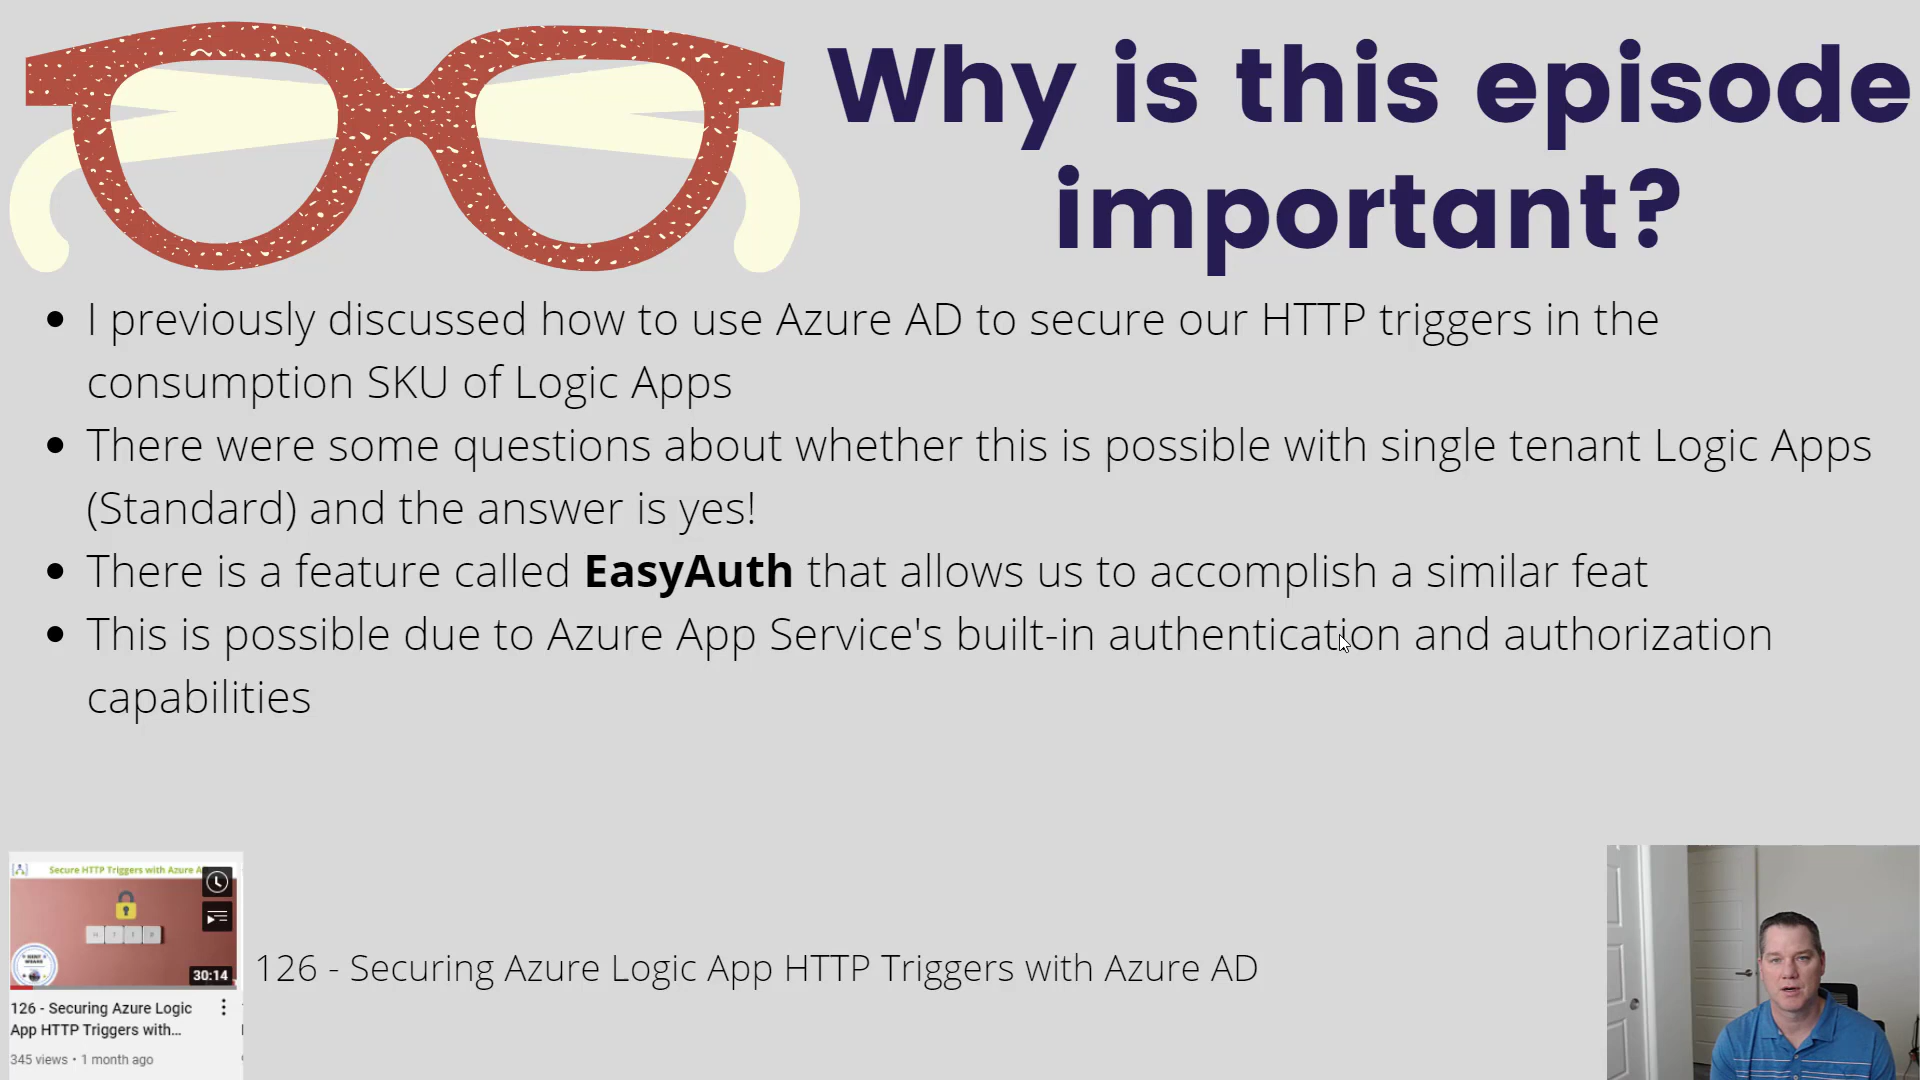 Why is this episode
important?
• I previously discussed how to use Azure AD to secure our HTTP triggers in the
consumption SKU of Logic Apps
• There were some questions about whether this is possible with single tenant Logic Apps
(Standard) and the answer is yes!
• There is a feature called EasyAuth that allows us to accomplish a similar feat
• This is possible due to Azure App Service's built-in authentication and authorization
capabilities
Secure HTTP Triggers with Azure A
30:14
126 - Securing Azure Logic
App HTTP Triggers with...
345 views • 1 month ago
126 - Securing Azure Logic App HTTP Triggers with Azure AD